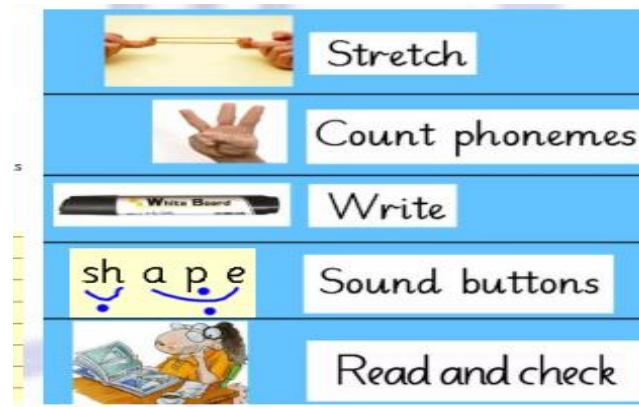 Stretch
Count phonemes
s
White Board
Write
sh a p e
Sound buttons
Read and check